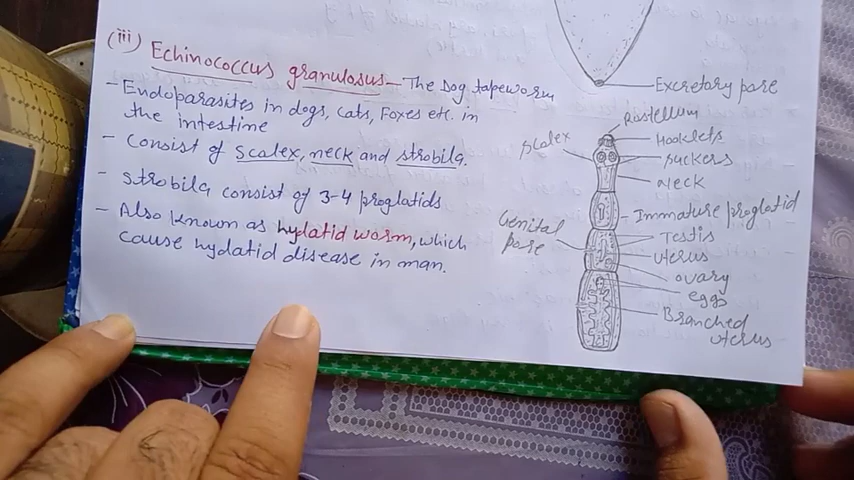 (iii) Echinococcus granulosus - The Dog tapeworm
- Endoparasites in dogs, Cats, Foxes etc. in
the intestine
- Consist of scalex, neck and strobila.
- strobila consist of 3-4 proglatids
- Also known as hydatid worm, which
cause hydatid disease in man.
Excretory pore
Rostellum
scalex
Hooklets
suckers
Neck
Immature proglatid
Genital
pore
Testis
uterus
ovary
eggs
Branched
uterus